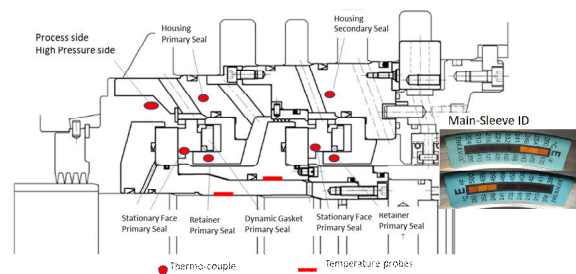 Housing
Primary Seal
Housing
Secondary Seal
Process side
High Pressure side
Main-Sleeve ID
Stationary Face
Primary Seal
Retainer
Primary Seal
Dynamic Gasket
Primary Seal
Stationary Face
Primary Seal
Retainer
Primary Seal
Thermo-couple
Temperature probes